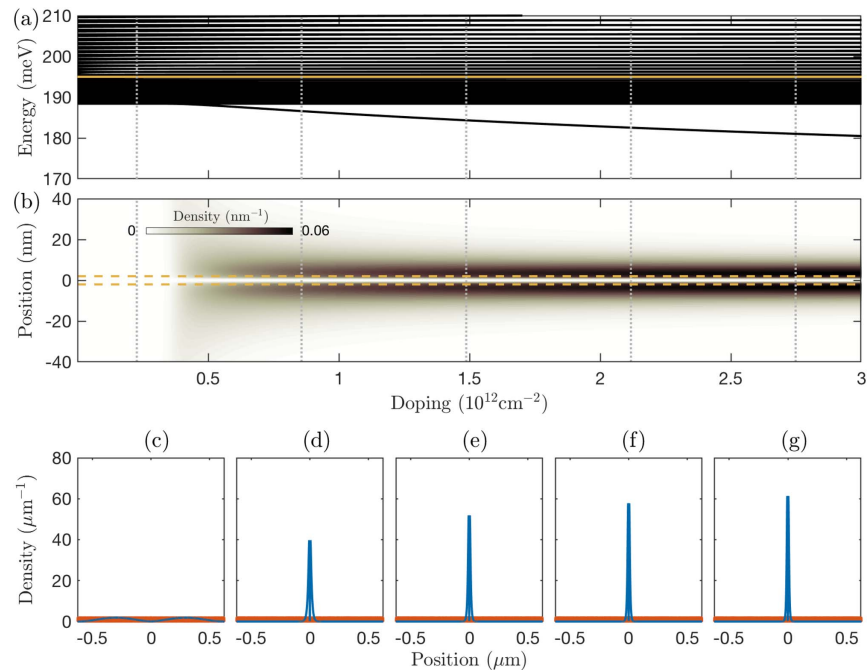 (a)
210
200
190
180
170
Energy (meV)
(b)
40
20
0
-20
-40
Position (nm)
Density (nm⁻¹)
0 0.06
0.5 1 1.5 2 2.5 3
Doping (10¹²cm⁻²)
(c) (d) (e) (f) (g)
80
60
40
20
0
Density (μm⁻¹)
-0.5 0 0.5 -0.5 0 0.5 -0.5 0 0.5 -0.5 0 0.5 -0.5 0 0.5
Position (μm)